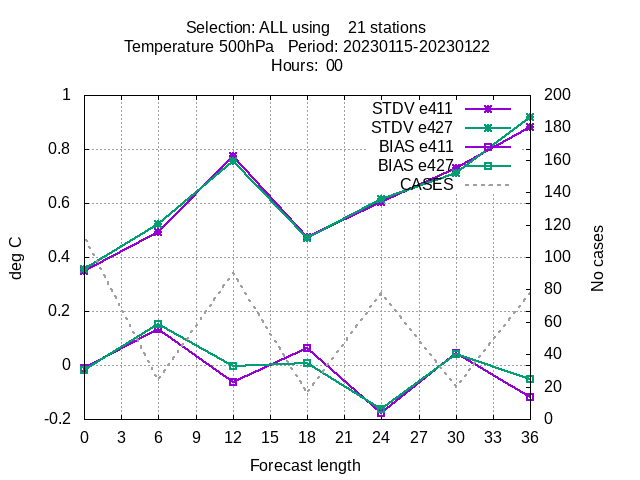 Selection: ALL using    21 stations
Temperature 500hPa   Period: 20230115-20230122
Hours:  00
1
0.8
0.6
0.4
0.2
0
-0.2
deg C
200
180
160
140
120
100
80
60
40
20
0
No cases
STDV e411
STDV e427
BIAS e411
BIAS e427
CASES
0 3 6 9 12 15 18 21 24 27 30 33 36
Forecast length